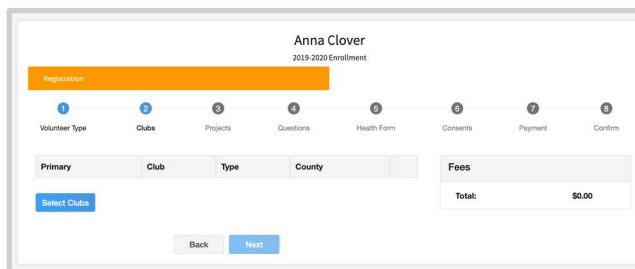 Anna Clover
2019-2020 Enrollment
Registration
1 2 3 4 5 6 7 8
Volunteer Type Clubs Projects Questions Health Form Consents Payment Confirm
Primary Club Type County
Fees
Select Clubs
Total: $0.00
Back Next